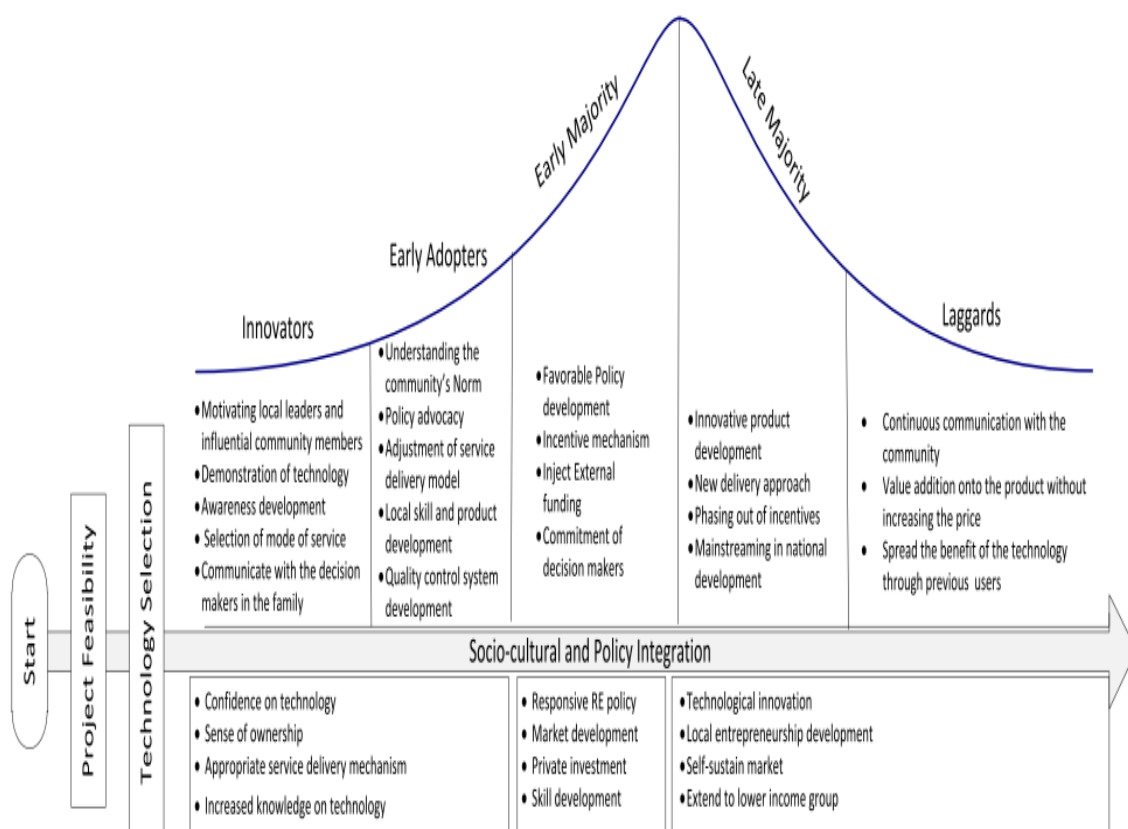 Early Majority
Late Majority
Early Adopters
Innovators
Laggards
•Motivating local leaders and
influential community members
•Demonstration of technology
•Awareness development
• Selection of mode of service
•Communicate with the decision
makers in the family
•Understanding the
community's Norm
•Policy advocacy
•Adjustment of service
delivery model
•Local skill and product
development
•Quality control system
development
•Favorable Policy
development
•Incentive mechanism
•Inject External
funding
•Commitment of
decision makers
•Innovative product
development
•New delivery approach
•Phasing out of incentives
•Mainstreaming in national
development
• Continuous communication with the
community
• Value addition onto the product without
increasing the price
• Spread the benefit of the technology
through previous users
Start
Project Feasibility
Technology Selection
Socio-cultural and Policy Integration
• Confidence on technology
• Sense of ownership
• Appropriate service delivery mechanism
• Increased knowledge on technology
• Responsive RE policy
• Market development
• Private investment
• Skill development
•Technological innovation
•Local entrepreneurship development
•Self-sustain market
•Extend to lower income group